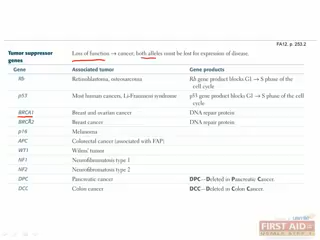 FA12, p. 253.2
Tumor suppressor genes
Loss of function → cancer; both alleles must be lost for expression of disease.
Gene Associated tumor Gene products
Rb Retinoblastoma, osteosarcoma Rb gene product blocks G1 → S phase of the cell cycle
p53 Most human cancers, Li-Fraumeni syndrome p53 gene product blocks G1 → S phase of the cell cycle
BRCA1 Breast and ovarian cancer DNA repair protein
BRCA2 Breast cancer DNA repair protein.
p16 Melanoma
APC Colorectal cancer (associated with FAP)
WT1 Wilms' tumor
NF1 Neurofibromatosis type 1
NF2 Neurofibromatosis type 2
DPC Pancreatic cancer DPC—Deleted in Pancreatic Cancer.
DCC Colon cancer DCC—Deleted in Colon Cancer.
FIRST AID